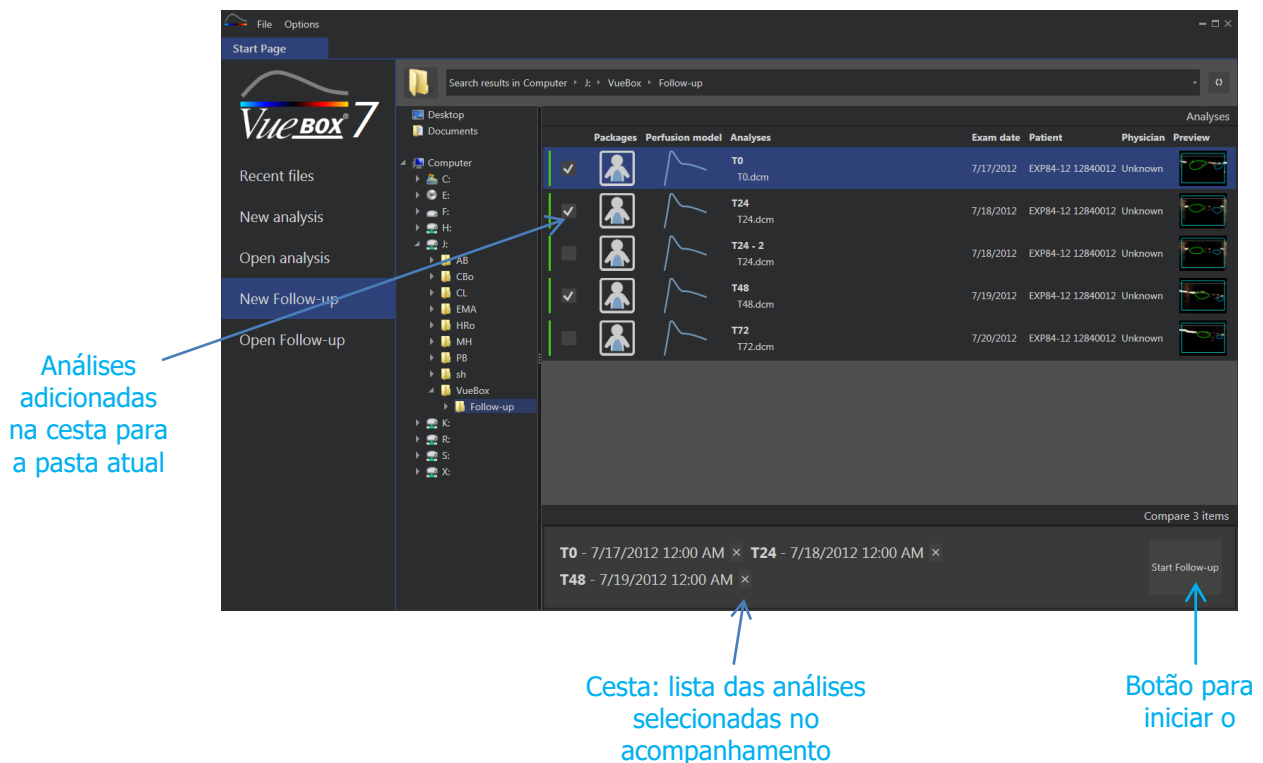 File Options
Start Page
VueBOX® 7
Recent files
New analysis
Open analysis
New Follow-up
Open Follow-up
Search results in Computer J: VueBox Follow-up
Desktop
Documents
Computer
C:
E:
F:
H:
J:
AB
CBo
CL
EMA
HRo
MH
PB
sh
VueBox
Follow-up
K:
R:
S:
X:
Analyses
Packages Perfusion model Analyses Exam date Patient Physician Preview
T0
T0.dcm
7/17/2012 EXP84-12 12840012 Unknown
T24
T24.dcm
7/18/2012 EXP84-12 12840012 Unknown
T24 - 2
T24.dcm
7/18/2012 EXP84-12 12840012 Unknown
T48
T48.dcm
7/19/2012 EXP84-12 12840012 Unknown
T72
T72.dcm
7/20/2012 EXP84-12 12840012 Unknown
Compare 3 items
T0 - 7/17/2012 12:00 AM × T24 - 7/18/2012 12:00 AM ×
T48 - 7/19/2012 12:00 AM ×
Start Follow-up
Análises
adicionadas
na cesta para
a pasta atual
Cesta: lista das análises
selecionadas no
acompanhamento
Botão para
iniciar o